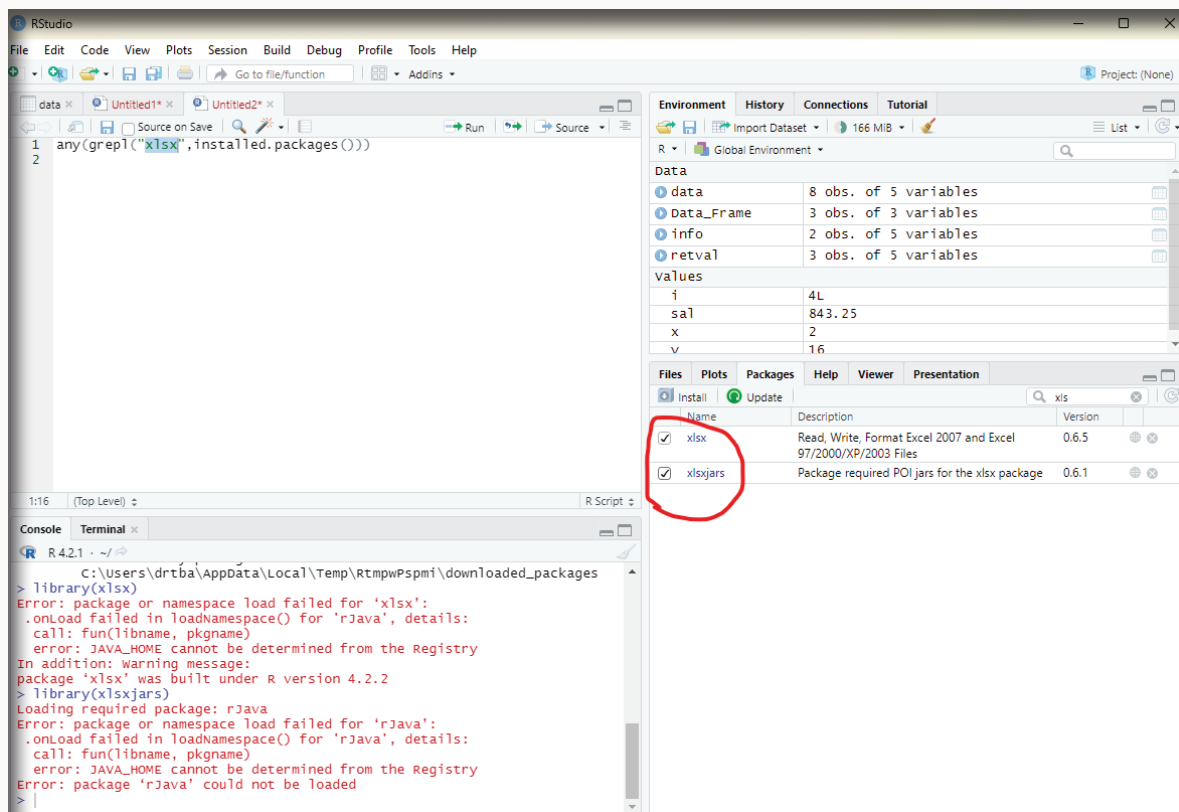 RStudio
File Edit Code View Plots Session Build Debug Profile Tools Help
Go to file/function Addins Project: (None)
data Untitled1* Untitled2*
Source on Save Run Source
1 any(grepl("xlsx",installed.packages()))
2
1:16 (Top Level) R Script
Console Terminal
R 4.2.1 · ~/
C:\Users\drtba\AppData\Local\Temp\RtmpwPspmi\downloaded_packages
> library(xlsx)
Error: package or namespace load failed for ‘xlsx’:
.onLoad failed in loadNamespace() for 'rJava', details:
call: fun(libname, pkgname)
error: JAVA_HOME cannot be determined from the Registry
In addition: Warning message:
package ‘xlsx’ was built under R version 4.2.2
> library(xlsxjars)
Loading required package: rJava
Error: package or namespace load failed for ‘rJava’:
.onLoad failed in loadNamespace() for 'rJava', details:
call: fun(libname, pkgname)
error: JAVA_HOME cannot be determined from the Registry
Error: package ‘rJava’ could not be loaded
>
Environment History Connections Tutorial
Import Dataset 166 MiB List
R Global Environment
Data
data 8 obs. of 5 variables
Data_Frame 3 obs. of 3 variables
info 2 obs. of 5 variables
retval 3 obs. of 5 variables
Values
i 4L
sal 843.25
x 2
16
Files Plots Packages Help Viewer Presentation
Install Update xls
Name Description Version
xlsx Read, Write, Format Excel 2007 and Excel 0.6.5
97/2000/XP/2003 Files
xlsxjars Package required POI jars for the xlsx package 0.6.1